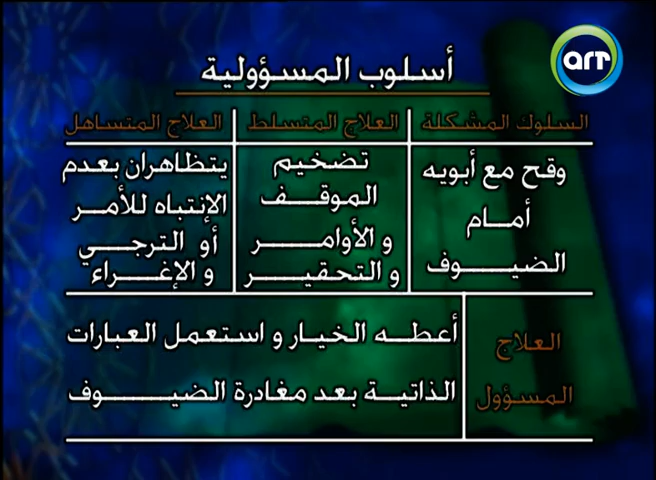 art
أسلوب المسؤولية
السلوك المشكلة
العلاج المتسلط
العلاج المتساهل
وقح مع أبويه
أمام
الضيوف
تضخيم
الموقف
و الأوامر
و التحقير
يتظاهران بعدم
الإنتباه للأمر
أو الترجي
و الإغراء
العلاج
المسؤول
أعطه الخيار و استعمل العبارات
الذاتية بعد مغادرة الضيوف